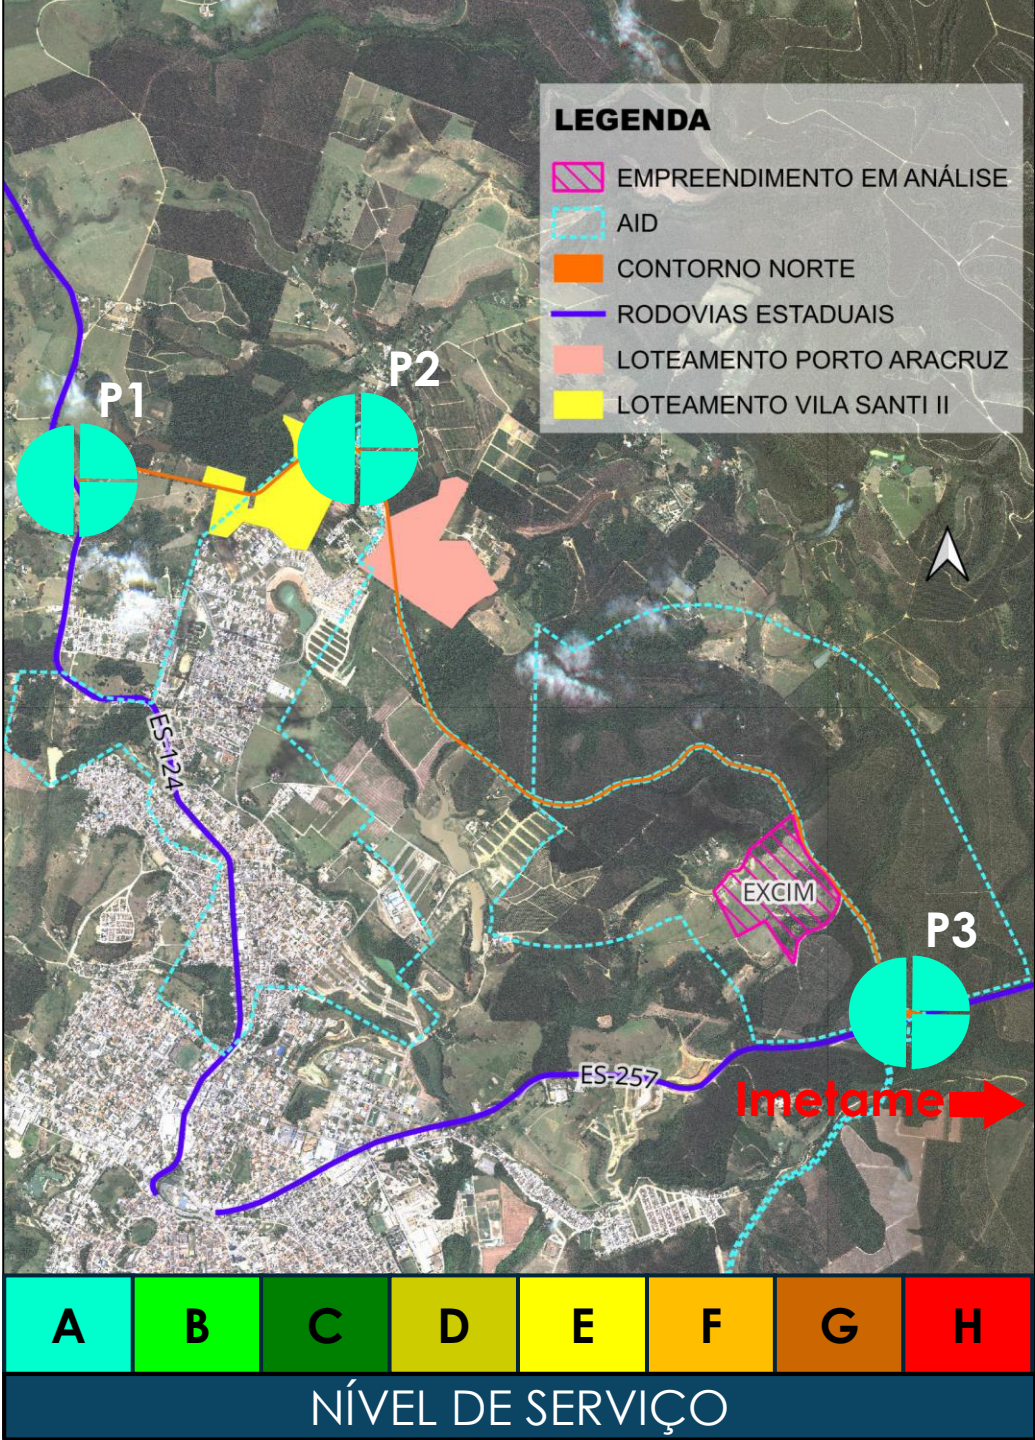 LEGENDA
EMPREENDIMENTO EM ANÁLISE
AID
CONTORNO NORTE
RODOVIAS ESTADUAIS
LOTEAMENTO PORTO ARACRUZ
LOTEAMENTO VILA SANTI II
P1
P2
ES-124
EXCIM
P3
ES-257
Imetame
A B C D E F G H
NÍVEL DE SERVIÇO